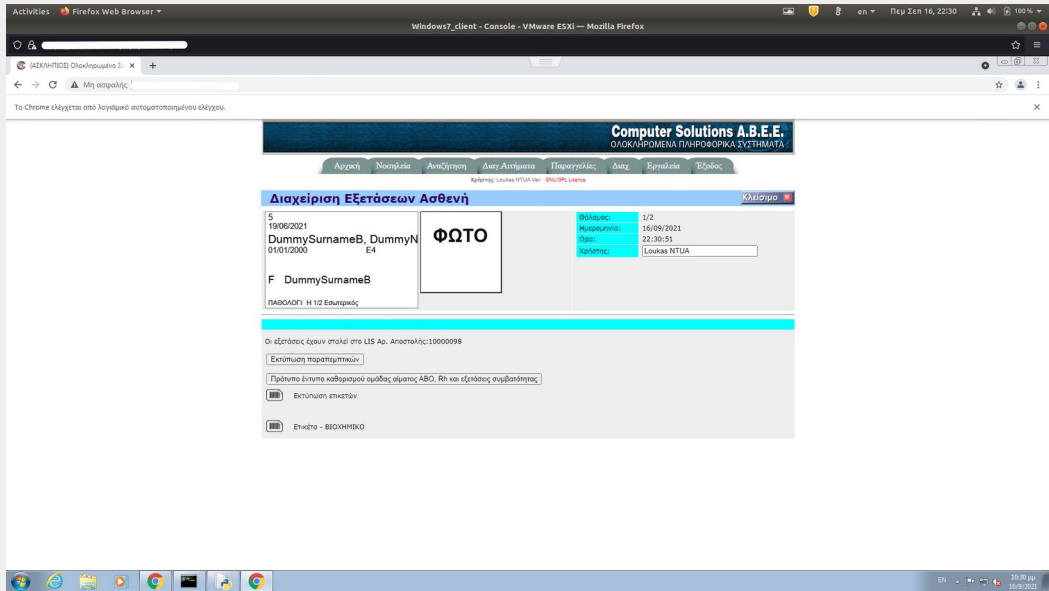 Activities Firefox Web Browser en Πεμ Σεπ 16, 22:30 100 %
Windows7_client - Console - VMware ESXi — Mozilla Firefox
(ΑΣΚΛΗΠΙΟΣ) Ολοκληρωμένο Σ
Μη ασφαλής
Το Chrome ελέγχεται από λογισμικό αυτοματοποιημένου ελέγχου.
Computer Solutions Α.Β.Ε.Ε.
ΟΛΟΚΛΗΡΩΜΕΝΑ ΠΛΗΡΟΦΟΡΙΚΑ ΣΥΣΤΗΜΑΤΑ
Αρχική Νοσηλεία Αναζήτηση Διαχ.Αιτήματα Παραγγελίες Διαχ. Εργαλεία Έξοδος
Χρήστης: Loukas NTUA Ver. GNU/GPL License
Διαχείριση Εξετάσεων Ασθενή Κλείσιμο
5
19/06/2021
DummySurnameB, DummyN
01/01/2000 E4
F DummySurnameB
ΠΑΘΟΛΟΓΙ Η 1/2 Εσωτερικός
ΦΩΤΟ
Θάλαμος: 1/2
Ημερομηνία: 16/09/2021
Ώρα: 22:30:51
Χρήστης: Loukas NTUA
Οι εξετάσεις έχουν σταλεί στο LIS Αρ. Αποστολής:10000098
Εκτύπωση παραπεμπτικών
Πρότυπο έντυπο καθορισμού ομάδας αίματος ABO, Rh και εξετάσεις συμβατότητας
Εκτύπωση ετικετών
Ετικέτα - ΒΙΟΧΗΜΙΚΟ
EN 10:30 μμ
16/9/2021